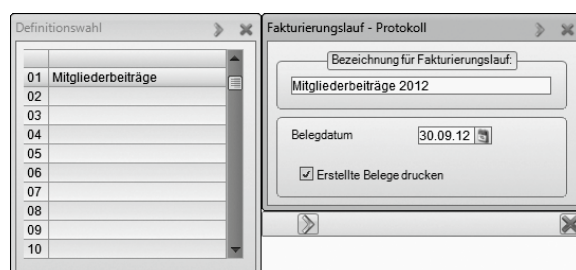 Definitionswahl
01 Mitgliederbeiträge
02
03
04
05
06
07
08
09
10
Fakturierungslauf - Protokoll
Bezeichnung für Fakturierungslauf:
Mitgliederbeiträge 2012
Belegdatum 30.09.12
Erstellte Belege drucken